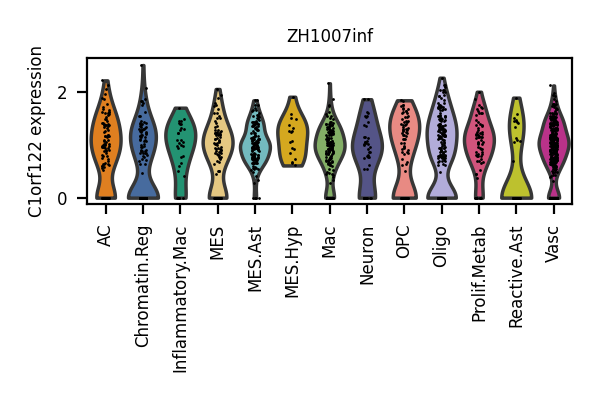 ZH1007inf
C1orf122 expression
2
0
AC
Chromatin.Reg
Inflammatory.Mac
MES
MES.Ast
MES.Hyp
Mac
Neuron
OPC
Oligo
Prolif.Metab
Reactive.Ast
Vasc